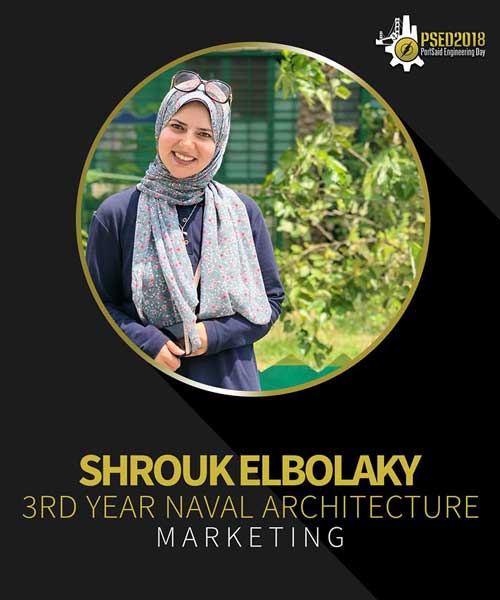 PSED2018
PortSaid Engineering Day
SHROUK ELBOLAKY
3RD YEAR NAVAL ARCHITECTURE
MARKETING